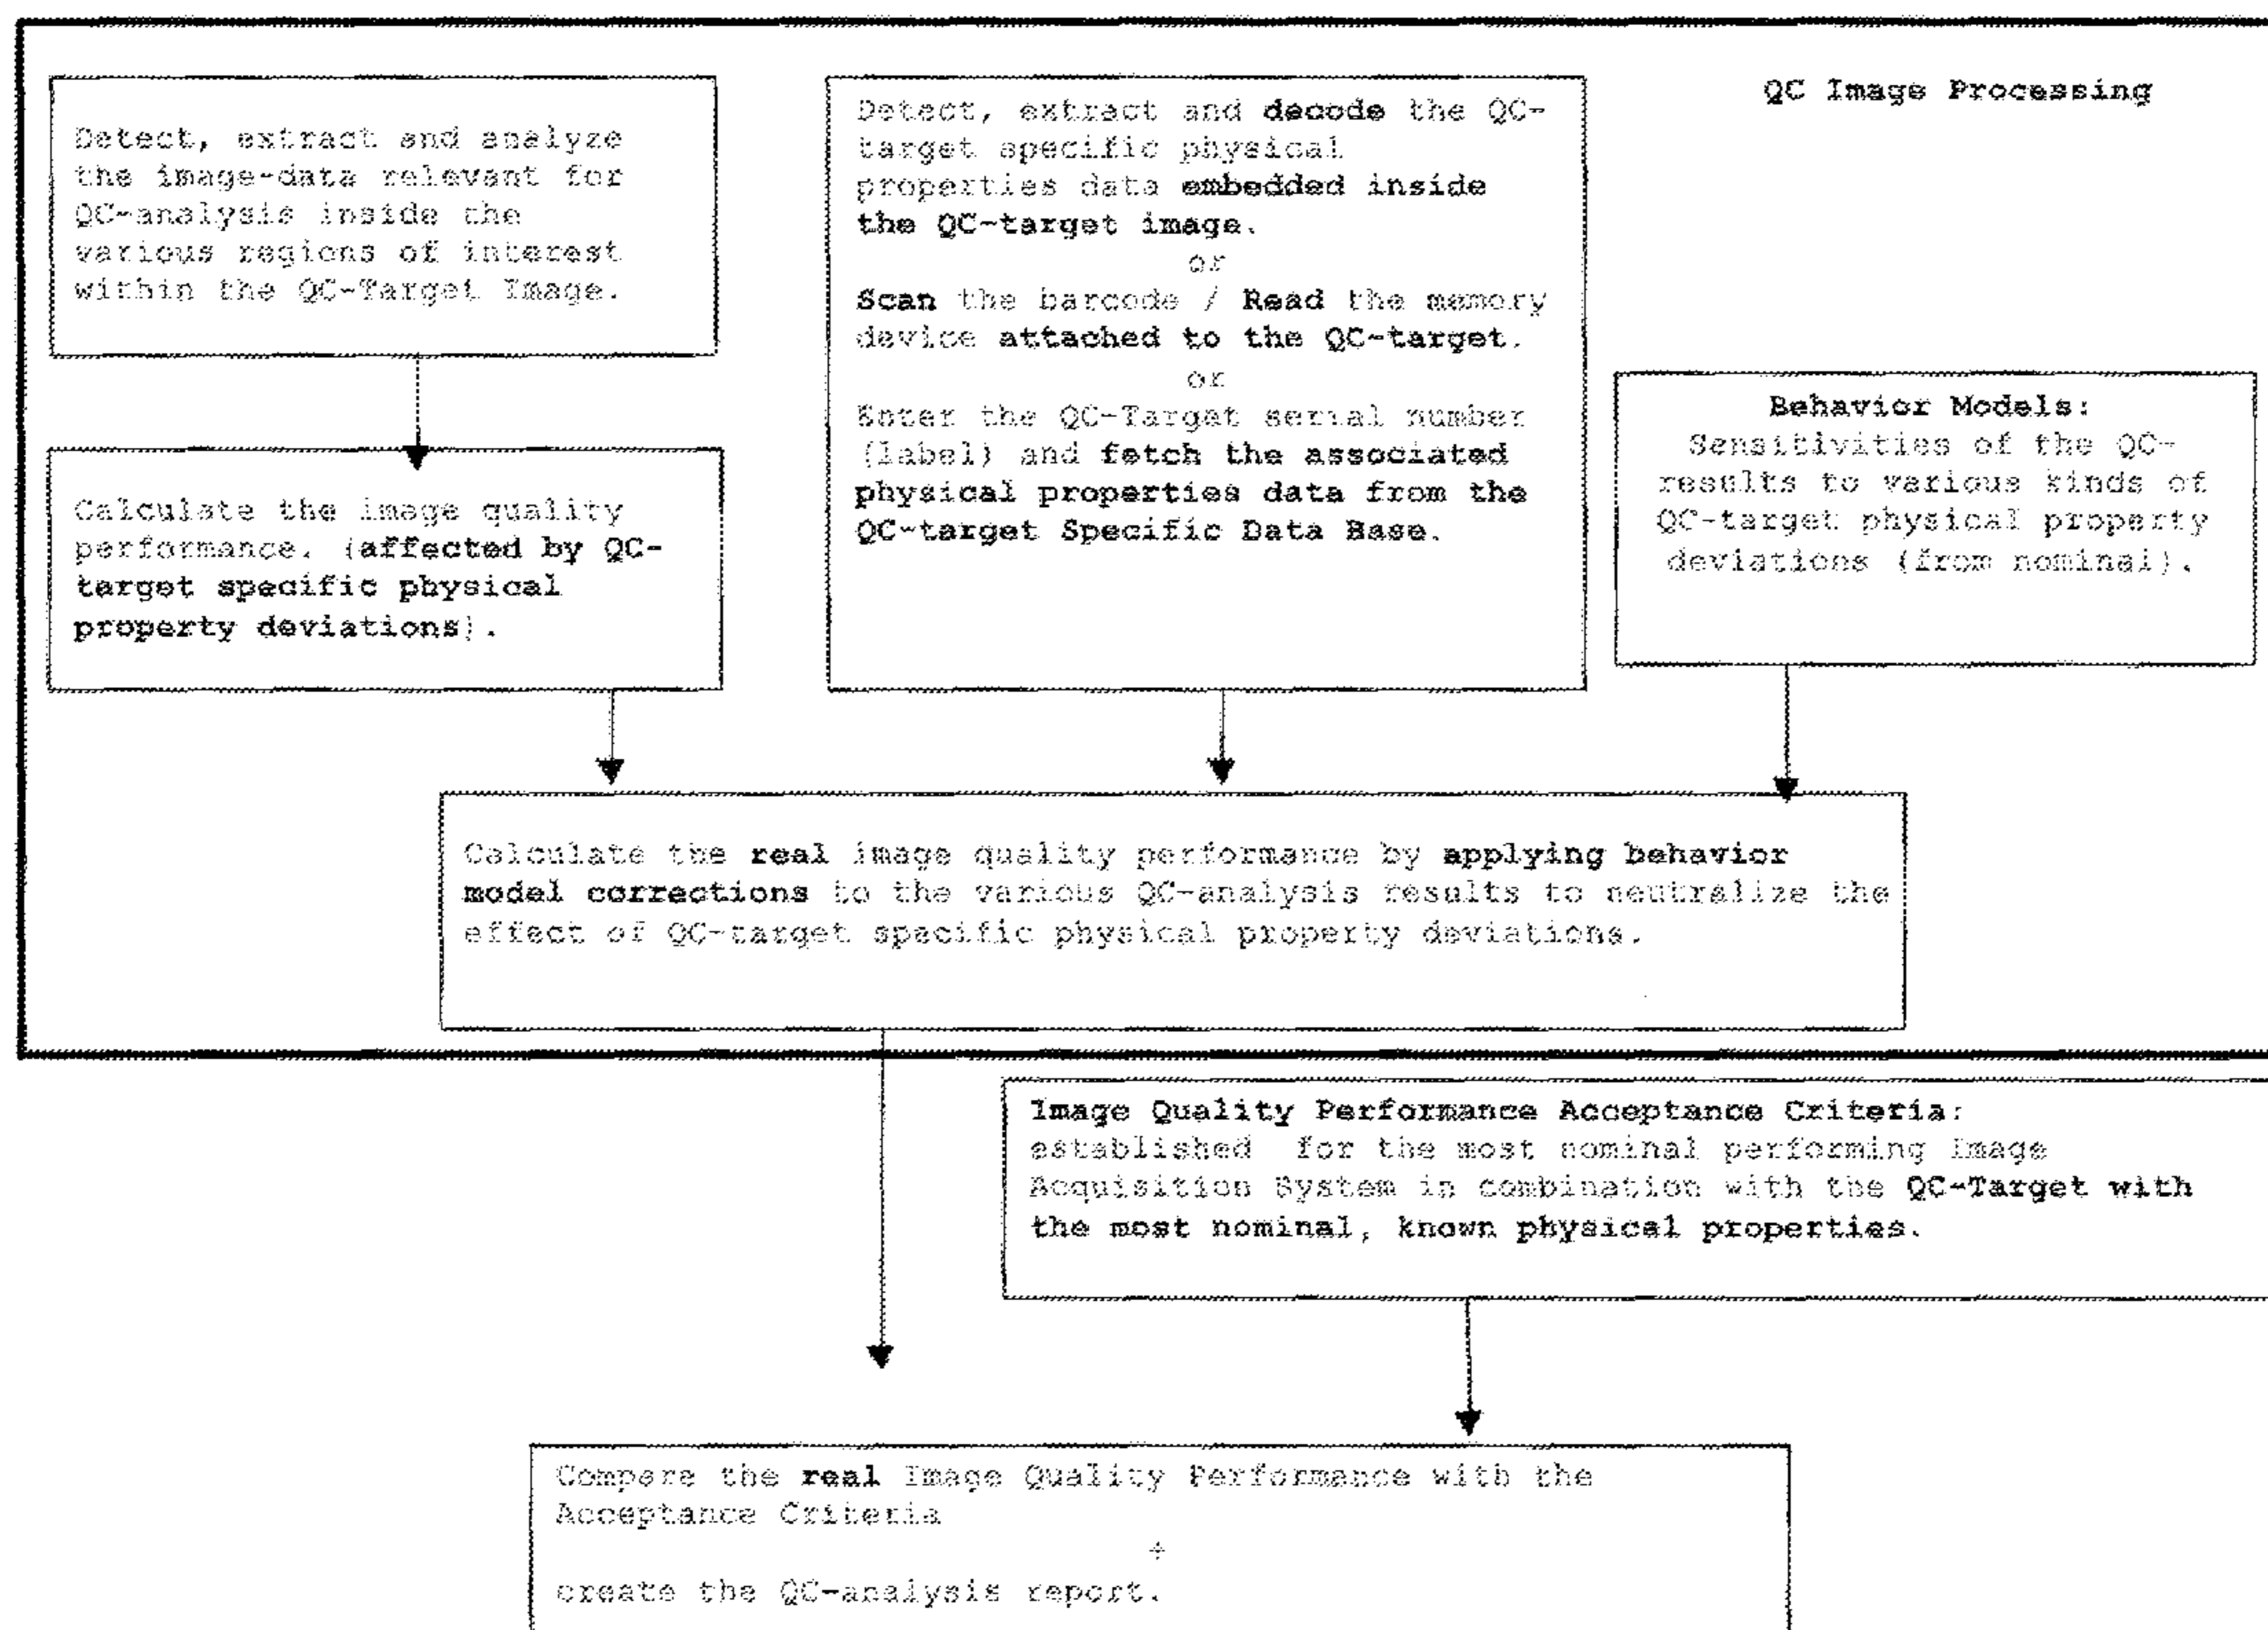 QC Image Processing
Detect, extract and analyze
the image-data relevant for
QC-analysis inside the
various regions of interest
within the QC-Target Image.
Calculate the image quality
performance. (affected by QC-
target specific physical
property deviations).
Detect, extract and decode the QC-
target specific physical
properties data embedded inside
the QC-target image.
or
Scan the barcode / Read the memory
device attached to the QC-target.
or
Enter the QC-Target serial number
(label) and fetch the associated
physical properties data from the
QC-target Specific Data Base.
Behavior Models:
Sensitivities of the QC-
results to various kinds of
QC-target physical property
deviations (from nominal).
Calculate the real image quality performance by applying behavior
model corrections to the various QC-analysis results to neutralize the
effect of QC-target specific physical property deviations.
Image Quality Performance Acceptance Criteria:
established for the most nominal performing Image
Acquisition System in combination with the QC-Target with
the most nominal, known physical properties.
Compare the real Image Quality Performance with the
Acceptance Criteria
+
create the QC-analysis report.